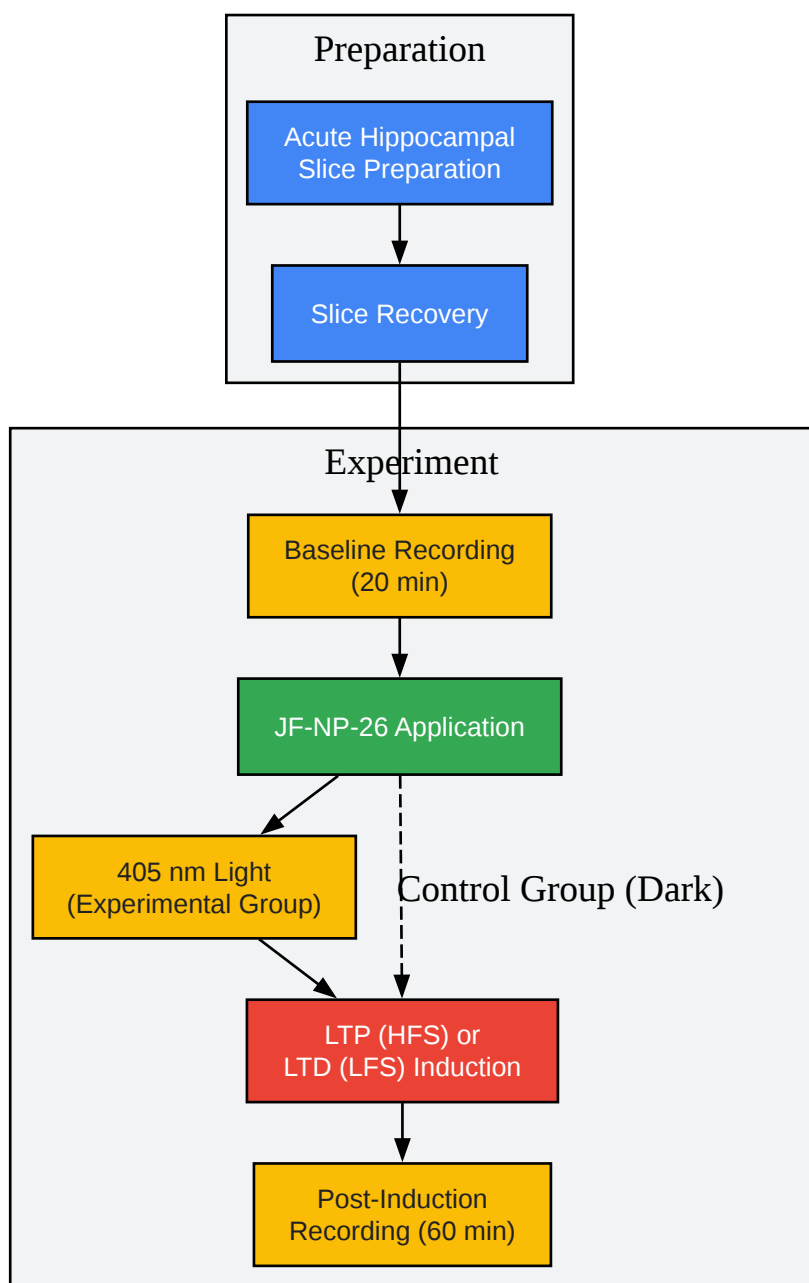 Preparation
Acute Hippocampal
Slice Preparation
Slice Recovery
Experiment
Baseline Recording
(20 min)
JF-NP-26 Application
405 nm Light
(Experimental Group)
Control Group (Dark)
LTP (HFS) or
LTD (LFS) Induction
Post-Induction
Recording (60 min)